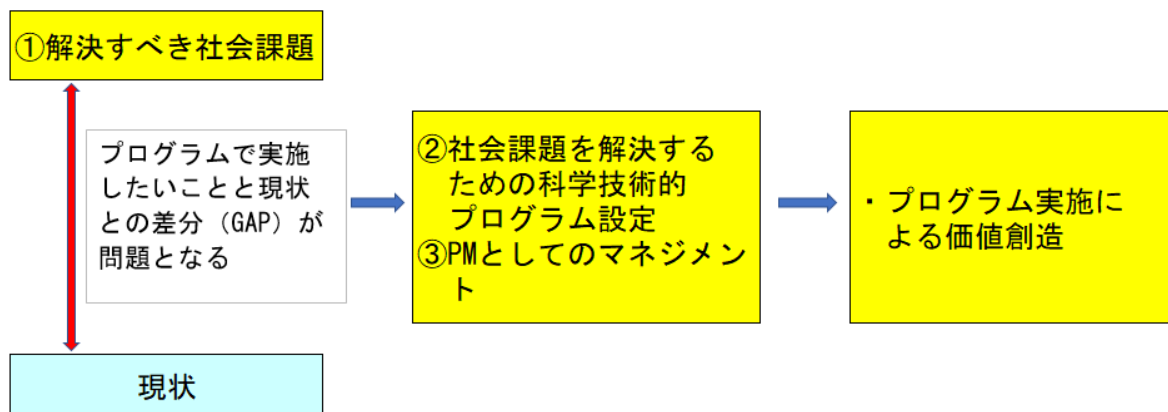 ①解決すべき社会課題
プログラムで実施
したいことと現状
との差分（GAP）が
問題となる
②社会課題を解決する
ための科学技術的
プログラム設定
③PMとしてのマネジメン
ト
・プログラム実施に
よる価値創造
現状